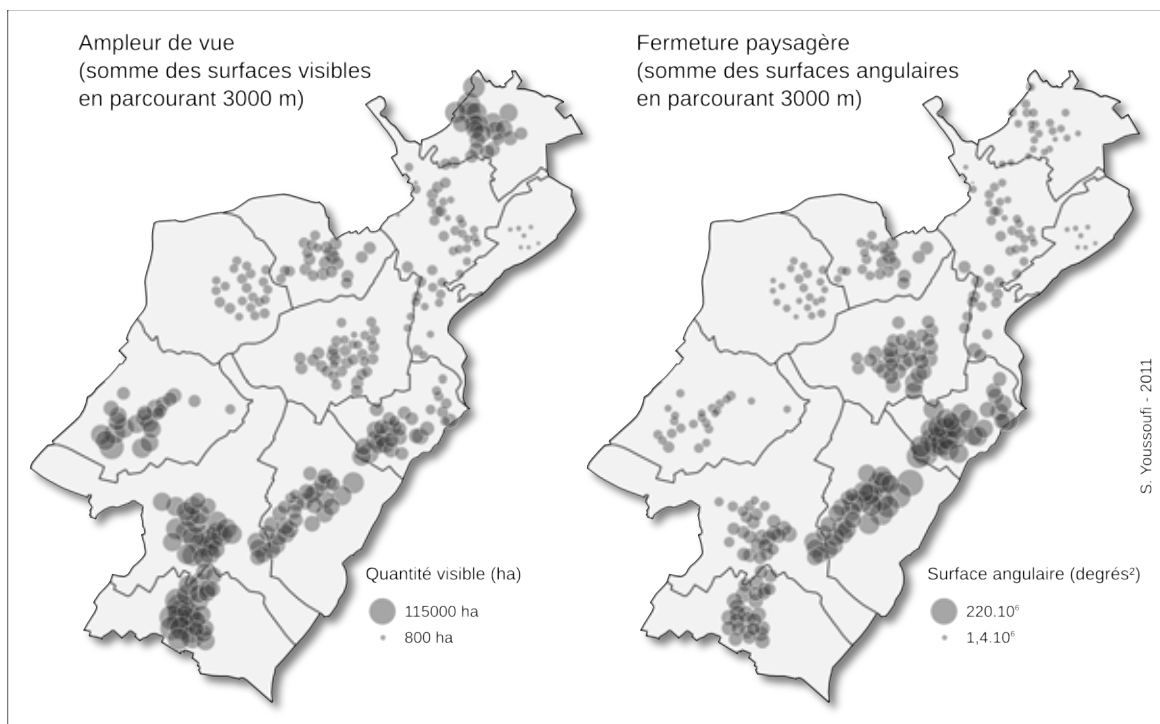 Ampleur de vue
(somme des surfaces visibles
en parcourant 3000 m)
Fermeture paysagère
(somme des surfaces angulaires
en parcourant 3000 m)
Quantité visible (ha)
115000 ha
800 ha
Surface angulaire (degrés²)
220.10⁶
1,4.10⁶
S. Youssoufi - 2011